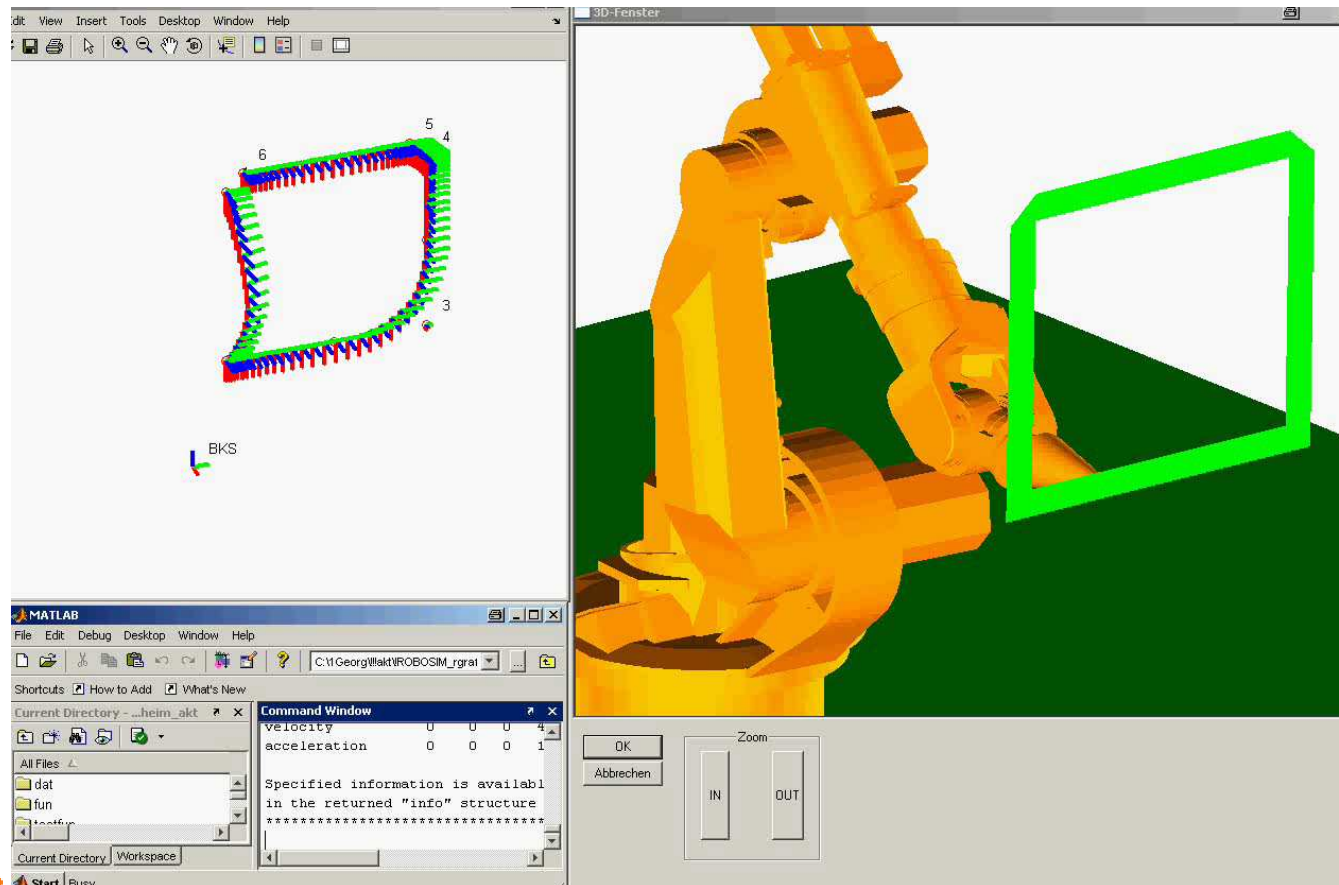 dit View Insert Tools Desktop Window Help
5
4
6
3
BKS
3D-Fenster
MATLAB
File Edit Debug Desktop Window Help
Shortcuts How to Add What's New
Current Directory - ...heim_akt
All Files
dat
fun
Current Directory Workspace
Start Busy
Command Window
velocity 0 0 0 4
acceleration 0 0 0 1
Specified information is availabl
in the returned "info" structure
*********************************
OK
Abbrechen
Zoom
IN
OUT